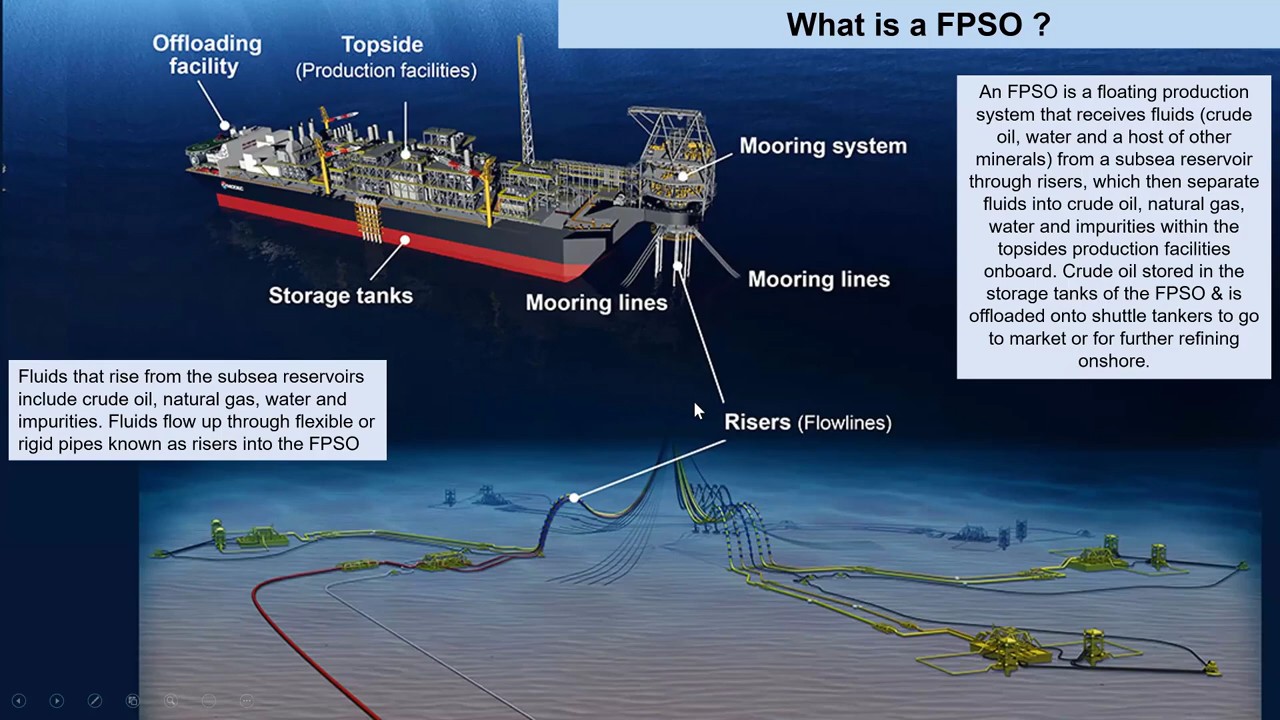 What is a FPSO ?
Offloading
facility
Topside
(Production facilities)
Mooring system
Mooring lines
Mooring lines
Storage tanks
Risers (Flowlines)
An FPSO is a floating production
system that receives fluids (crude
oil, water and a host of other
minerals) from a subsea reservoir
through risers, which then separate
fluids into crude oil, natural gas,
water and impurities within the
topsides production facilities
onboard. Crude oil stored in the
storage tanks of the FPSO & is
offloaded onto shuttle tankers to go
to market or for further refining
onshore.
Fluids that rise from the subsea reservoirs
include crude oil, natural gas, water and
impurities. Fluids flow up through flexible or
rigid pipes known as risers into the FPSO